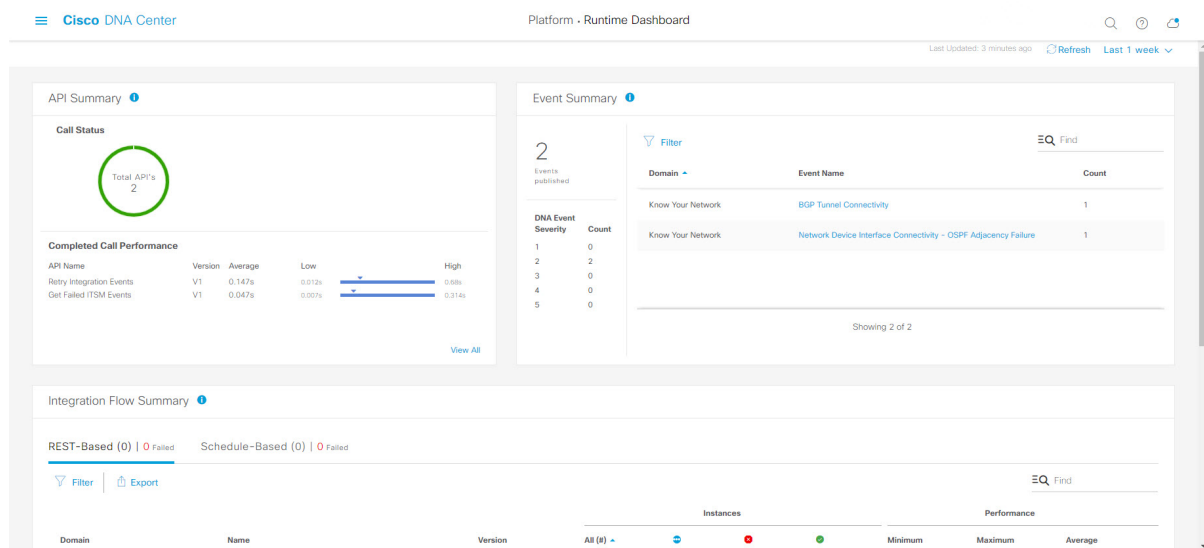 Cisco DNA Center
Platform • Runtime Dashboard
Last Updated: 3 minutes ago Refresh Last 1 week
API Summary
Call Status
Total API's
2
Completed Call Performance
API Name Version Average Low High
Retry Integration Events V1 0.147s 0.012s 0.68s
Get Failed ITSM Events V1 0.047s 0.007s 0.314s
View All
Event Summary
2
Events
published
DNA Event
Severity Count
1 0
2 2
3 0
4 0
5 0
Filter Find
Domain Event Name Count
Know Your Network BGP Tunnel Connectivity 1
Know Your Network Network Device Interface Connectivity - OSPF Adjacency Failure 1
Showing 2 of 2
Integration Flow Summary
REST-Based (0) | 0 Failed Schedule-Based (0) | 0 Failed
Filter Export Find
Instances Performance
Domain Name Version All (#) Minimum Maximum Average